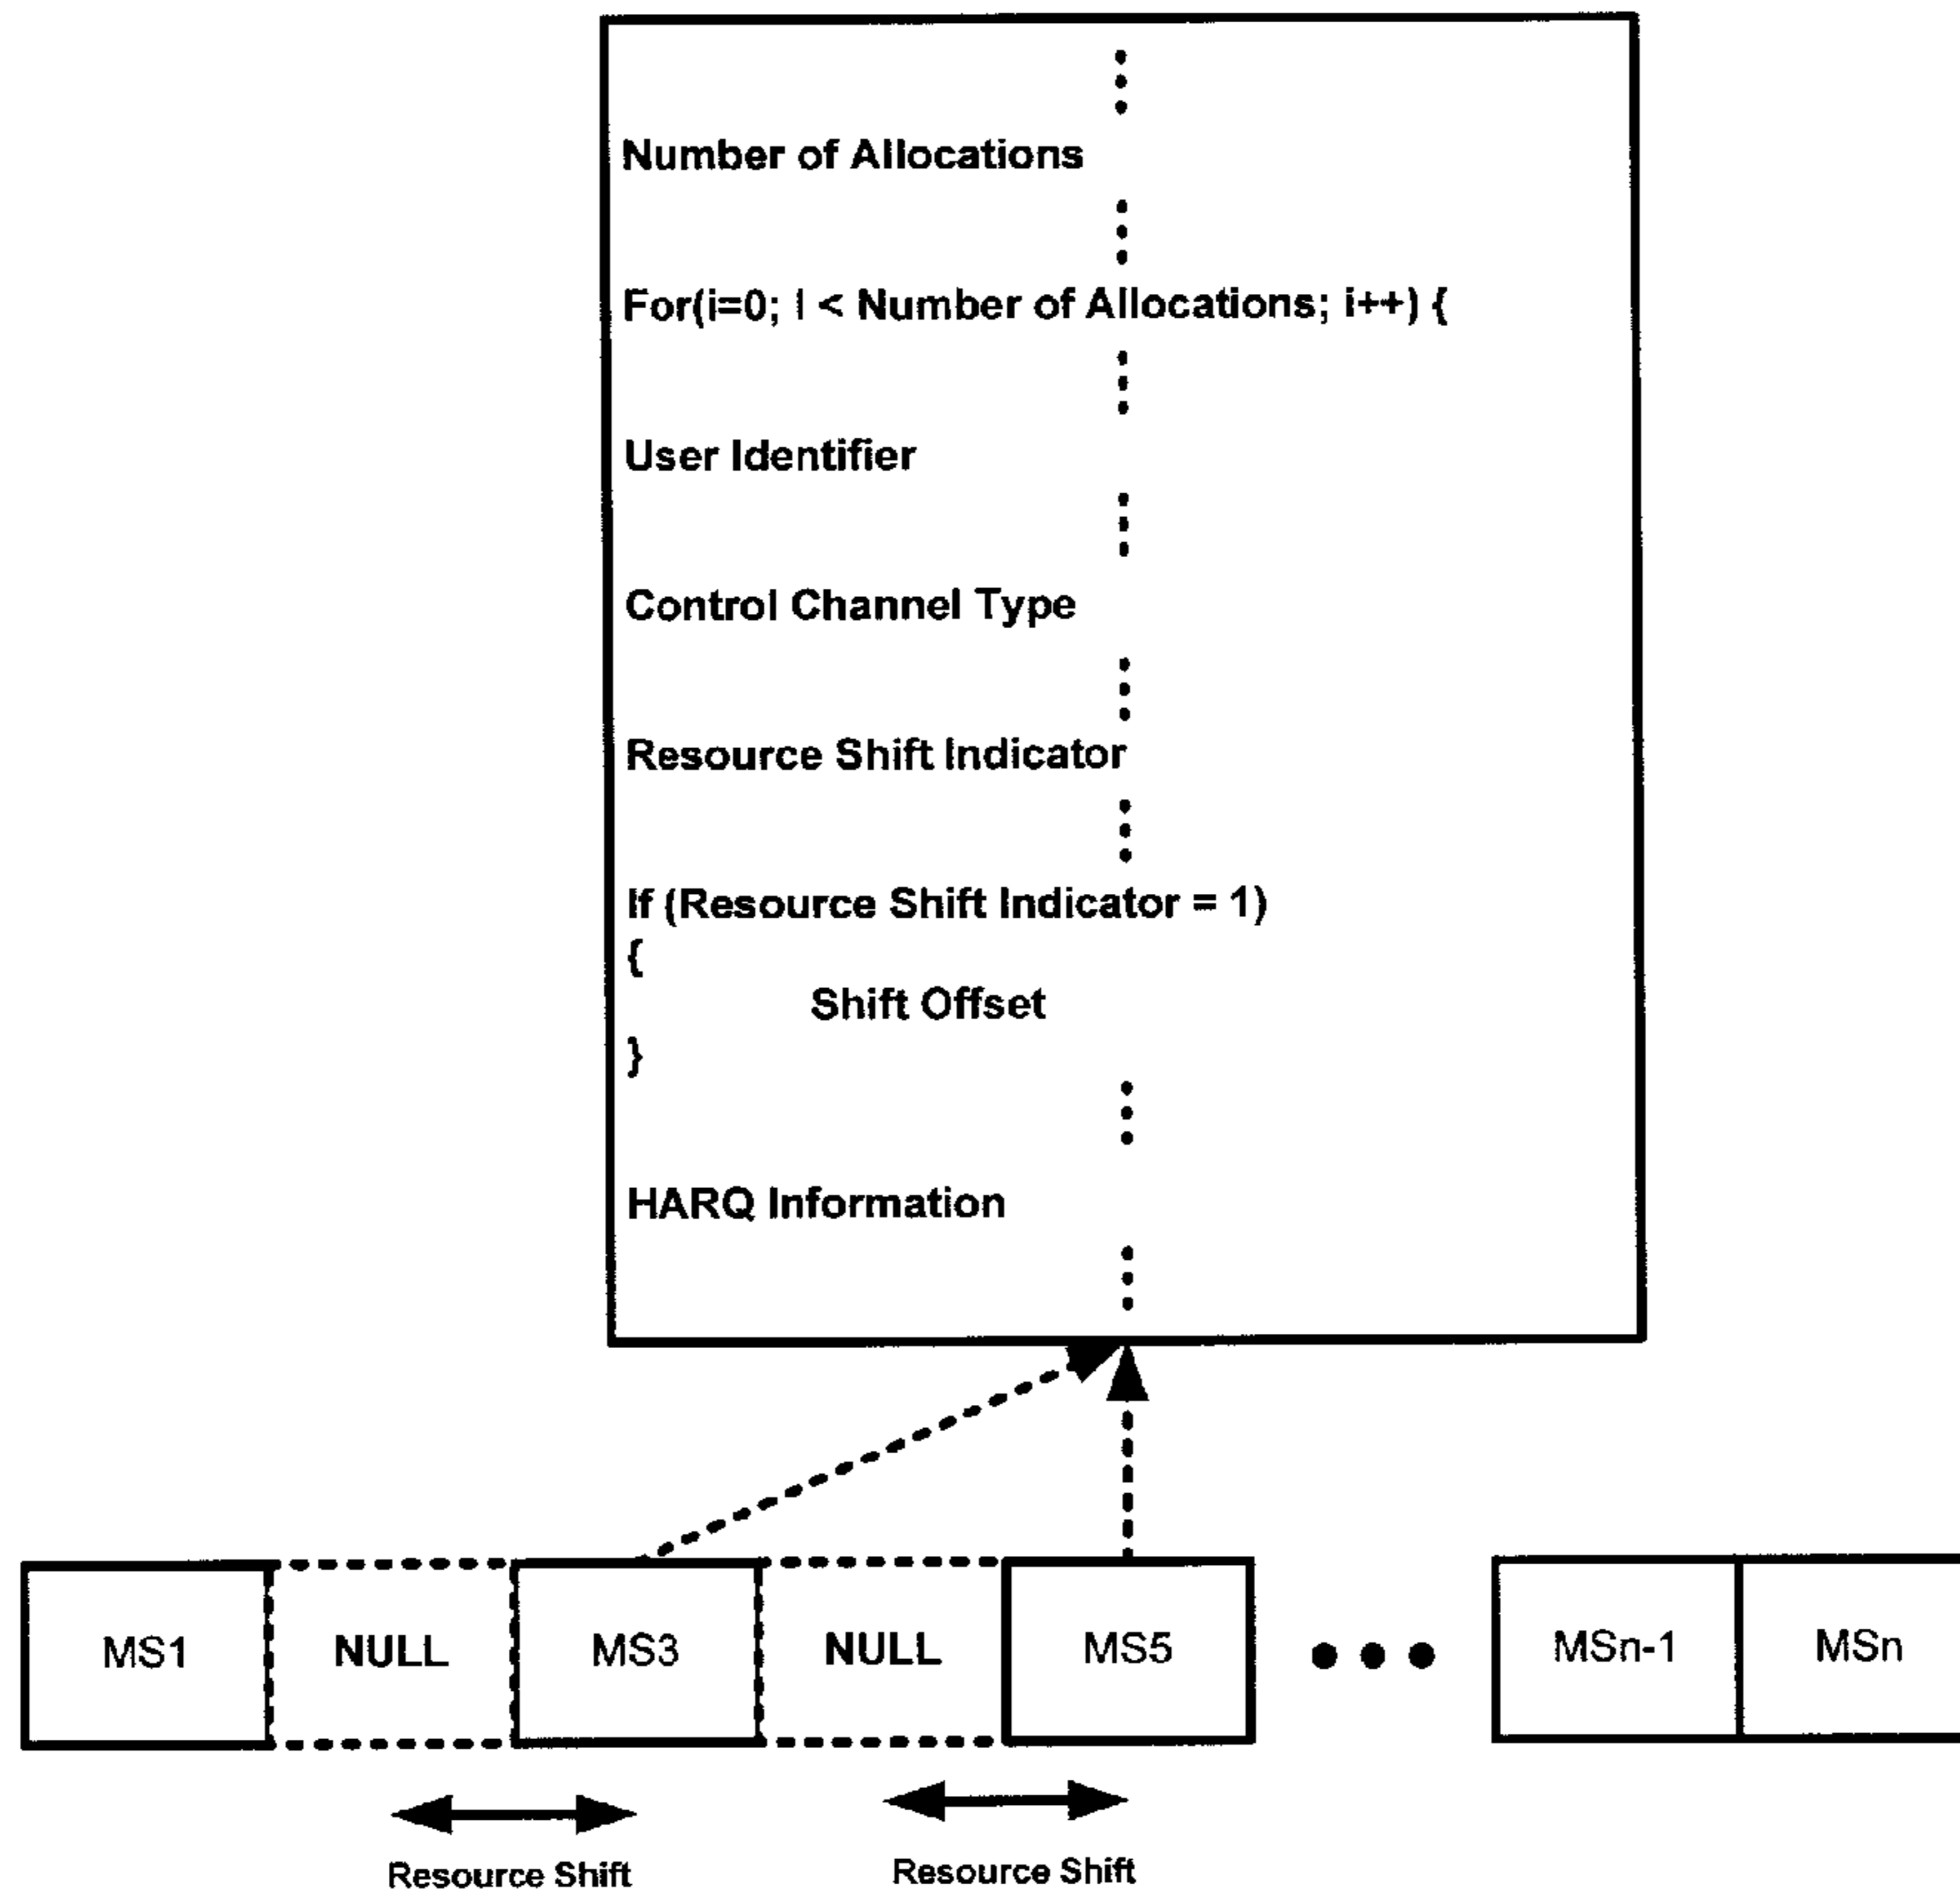 Number of Allocations
For(i=0; I < Number of Allocations; i++) {
User Identifier
Control Channel Type
Resource Shift Indicator
If (Resource Shift Indicator = 1)
{
Shift Offset
}
HARQ Information
MS1
NULL
MS3
NULL
MS5
MSn-1
MSn
Resource Shift
Resource Shift